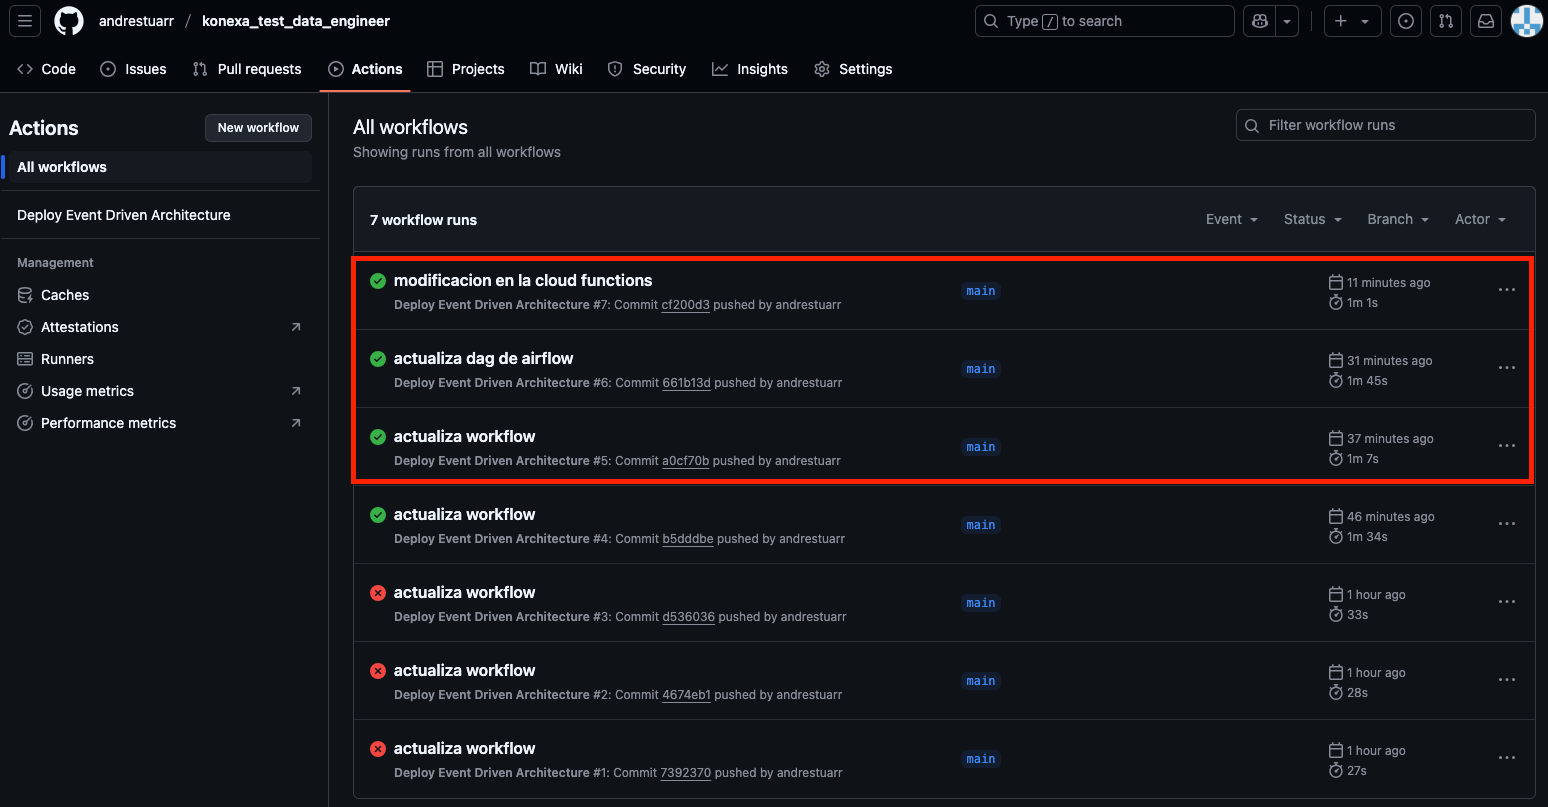 andrestuarr / konexa_test_data_engineer
Type / to search
Code Issues Pull requests Actions Projects Wiki Security Insights Settings
Actions
New workflow
All workflows
Deploy Event Driven Architecture
Management
Caches
Attestations
Runners
Usage metrics
Performance metrics
All workflows
Showing runs from all workflows
Filter workflow runs
7 workflow runs
Event Status Branch Actor
modificacion en la cloud functions
Deploy Event Driven Architecture #7: Commit cf200d3 pushed by andrestuarr
main
11 minutes ago
1m 1s
actualiza dag de airflow
Deploy Event Driven Architecture #6: Commit 661b13d pushed by andrestuarr
main
31 minutes ago
1m 45s
actualiza workflow
Deploy Event Driven Architecture #5: Commit a0cf70b pushed by andrestuarr
main
37 minutes ago
1m 7s
actualiza workflow
Deploy Event Driven Architecture #4: Commit b5dddbe pushed by andrestuarr
main
46 minutes ago
1m 34s
actualiza workflow
Deploy Event Driven Architecture #3: Commit d536036 pushed by andrestuarr
main
1 hour ago
33s
actualiza workflow
Deploy Event Driven Architecture #2: Commit 4674eb1 pushed by andrestuarr
main
1 hour ago
28s
actualiza workflow
Deploy Event Driven Architecture #1: Commit 7392370 pushed by andrestuarr
main
1 hour ago
27s